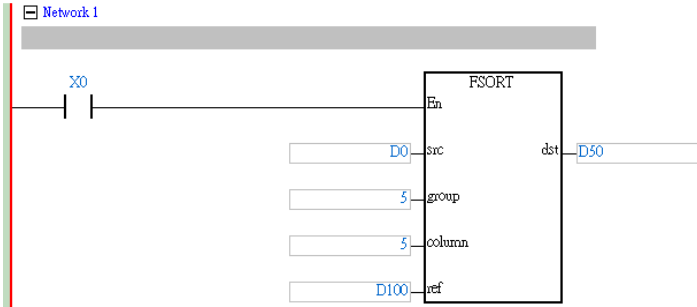 Network 1
X0
FSORT
En
D0 src dst D50
5 group
5 column
D100 ref